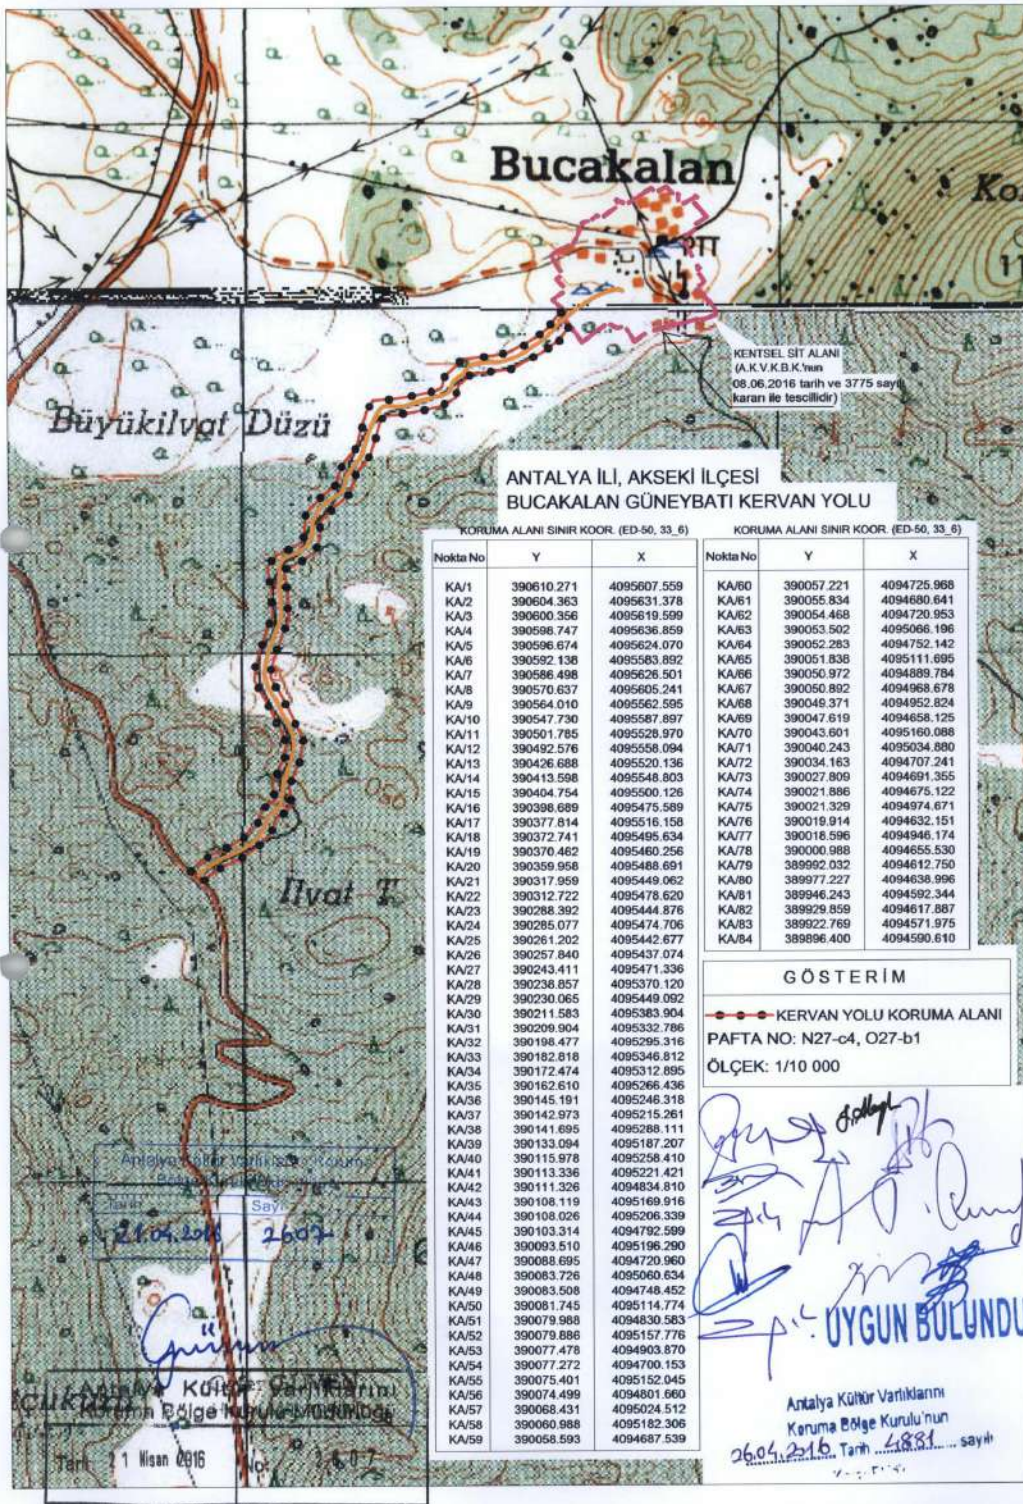 Bucakalan
Ko
PTT
11
KENTSEL SİT ALANI
(A.K.V.K.B.K.'nun
08.06.2016 tarih ve 3775 sayılı
kararı ile tescillidir)
Büyükilvat Düzü
ANTALYA İLİ, AKSEKİ İLÇESİ
BUCAKALAN GÜNEYBATI KERVAN YOLU
KORUMA ALANI SINIR KOOR. (ED-50, 33_6)
Nokta No Y X
KA/1 390610.271 4095607.559
KA/2 390604.363 4095631.378
KA/3 390600.356 4095619.599
KA/4 390598.747 4095636.859
KA/5 390596.674 4095624.070
KA/6 390592.138 4095583.892
KA/7 390586.498 4095626.501
KA/8 390570.637 4095605.241
KA/9 390564.010 4095562.595
KA/10 390547.730 4095587.897
KA/11 390501.785 4095528.970
KA/12 390492.576 4095558.094
KA/13 390426.688 4095520.136
KA/14 390413.598 4095548.803
KA/15 390404.754 4095500.126
KA/16 390398.689 4095475.589
KA/17 390377.814 4095516.158
KA/18 390372.741 4095495.634
KA/19 390370.462 4095460.256
KA/20 390359.958 4095488.691
KA/21 390317.959 4095449.062
KA/22 390312.722 4095478.620
KA/23 390288.392 4095444.876
KA/24 390285.077 4095474.706
KA/25 390261.202 4095442.677
KA/26 390257.840 4095437.074
KA/27 390243.411 4095471.336
KA/28 390238.857 4095370.120
KA/29 390230.065 4095449.092
KA/30 390211.583 4095383.904
KA/31 390209.904 4095332.786
KA/32 390198.477 4095295.316
KA/33 390182.818 4095346.812
KA/34 390172.474 4095312.895
KA/35 390162.610 4095266.436
KA/36 390145.191 4095246.318
KA/37 390142.973 4095215.261
KA/38 390141.695 4095288.111
KA/39 390133.094 4095187.207
KA/40 390115.978 4095258.410
KA/41 390113.336 4095221.421
KA/42 390111.326 4094834.810
KA/43 390108.119 4095169.916
KA/44 390108.026 4095206.339
KA/45 390103.314 4094792.599
KA/46 390093.510 4095196.290
KA/47 390088.695 4094720.960
KA/48 390083.726 4095060.634
KA/49 390083.508 4094748.452
KA/50 390081.745 4095114.774
KA/51 390079.988 4094830.583
KA/52 390079.886 4095157.776
KA/53 390077.478 4094903.870
KA/54 390077.272 4094700.153
KA/55 390075.401 4095152.045
KA/56 390074.499 4094801.660
KA/57 390068.431 4095024.512
KA/58 390060.988 4095182.306
KA/59 390058.593 4094687.539
KORUMA ALANI SINIR KOOR. (ED-50, 33_6)
Nokta No Y X
KA/60 390057.221 4094725.968
KA/61 390055.834 4094680.641
KA/62 390054.468 4094720.953
KA/63 390053.502 4095066.196
KA/64 390052.283 4094752.142
KA/65 390051.838 4095111.695
KA/66 390050.972 4094889.784
KA/67 390050.892 4094968.678
KA/68 390049.371 4094952.824
KA/69 390047.619 4094658.125
KA/70 390043.601 4095160.088
KA/71 390040.243 4095034.880
KA/72 390034.163 4094707.241
KA/73 390027.809 4094691.355
KA/74 390021.886 4094675.122
KA/75 390021.329 4094974.671
KA/76 390019.914 4094632.151
KA/77 390018.596 4094946.174
KA/78 390000.988 4094655.530
KA/79 389992.032 4094612.750
KA/80 389977.227 4094638.996
KA/81 389946.243 4094592.344
KA/82 389929.859 4094617.887
KA/83 389922.769 4094571.975
KA/84 389896.400 4094590.610
1050
Ilvat T.
GÖSTERİM
KERVAN YOLU KORUMA ALANI
PAFTA NO: N27-c4, O27-b1
ÖLÇEK: 1/10 000
Antalya Kültür Varlıklarını Koruma
Sayı
21.04.2016 2607
Antalya Kültür Varlıklarını
Koruma Bölge Kurulu Müdürlüğü
Tarih 21 Nisan 2016 No: 2607
UYGUN BULUNDU
Antalya Kültür Varlıklarını
Koruma Bölge Kurulu'nun
26.04.2016 Tarih 4881 sayılı